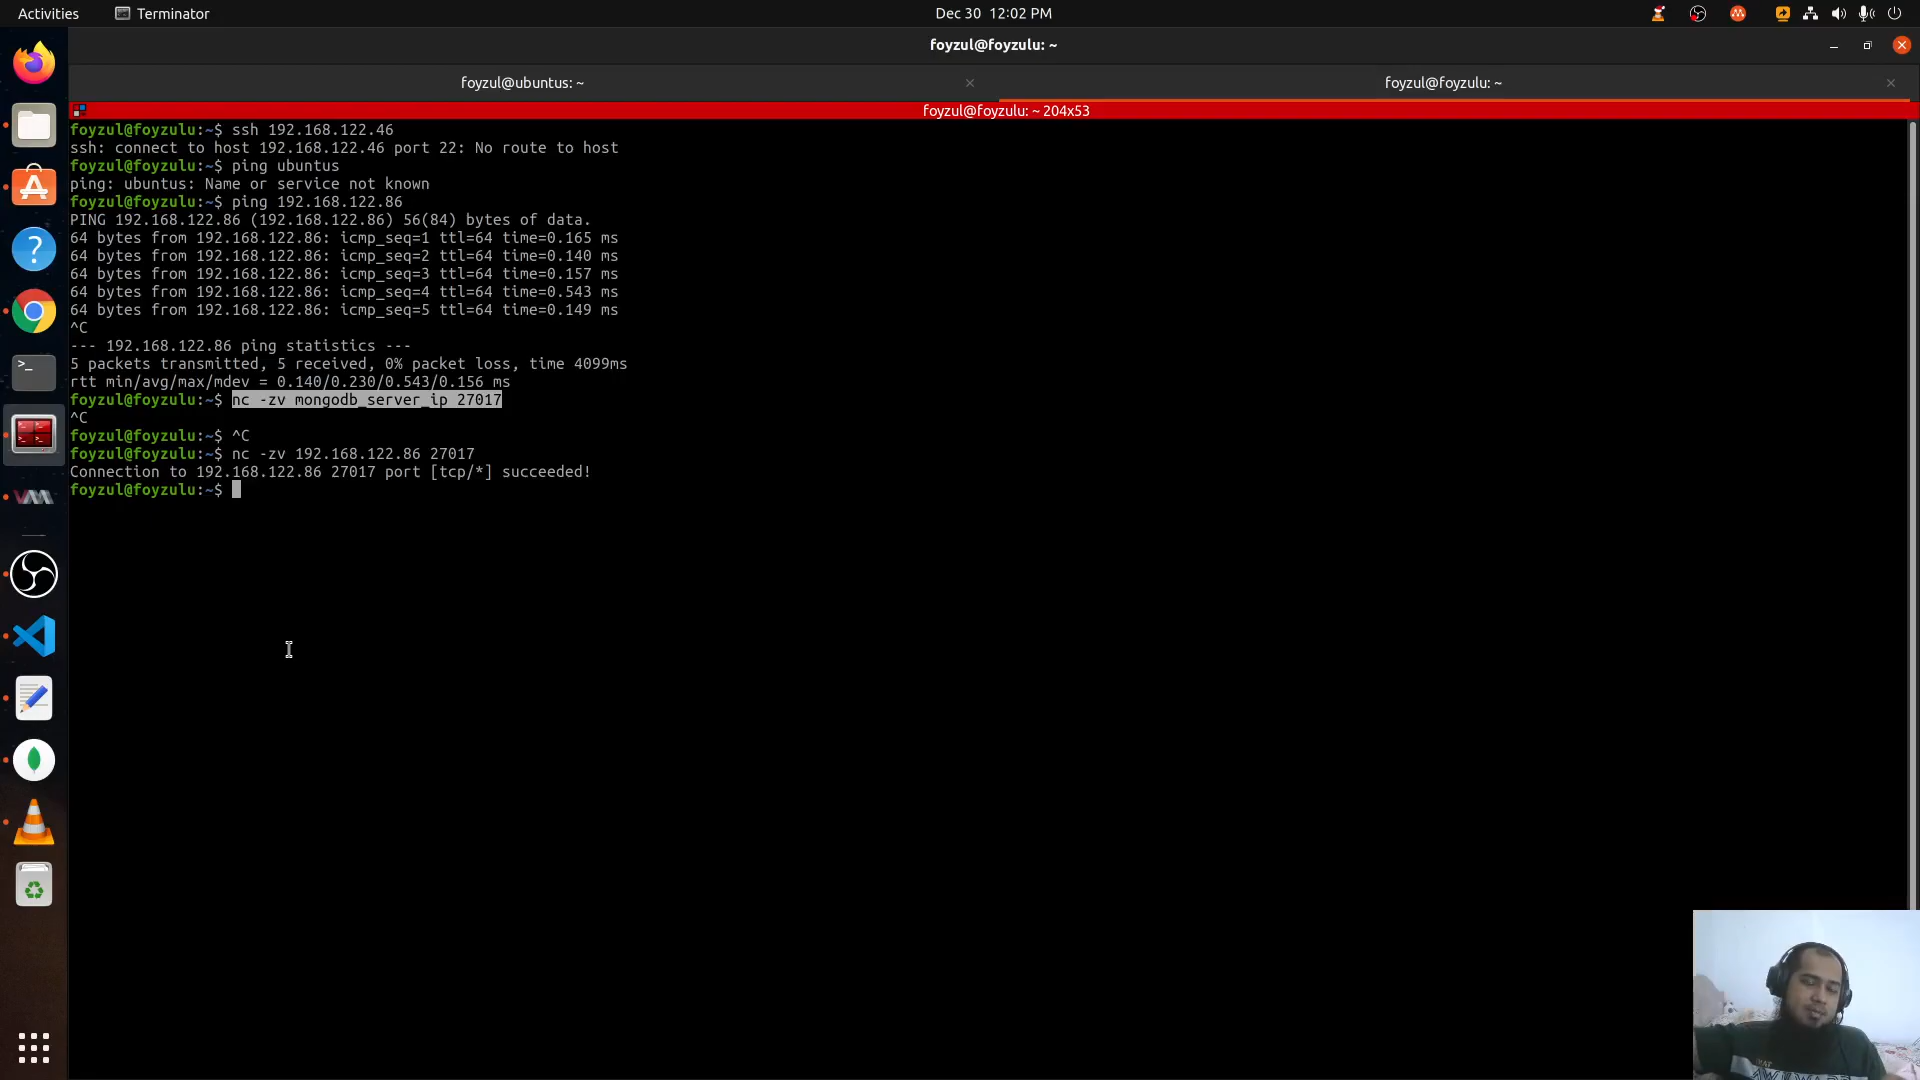 Activities
Terminator
Dec 30 12:02 PM
foyzul@foyzulu: ~
foyzul@ubuntus: ~
foyzul@foyzulu: ~
foyzul@foyzulu: ~ 204x53
foyzul@foyzulu:~$ ssh 192.168.122.46
ssh: connect to host 192.168.122.46 port 22: No route to host
foyzul@foyzulu:~$ ping ubuntus
ping: ubuntus: Name or service not known
foyzul@foyzulu:~$ ping 192.168.122.86
PING 192.168.122.86 (192.168.122.86) 56(84) bytes of data.
64 bytes from 192.168.122.86: icmp_seq=1 ttl=64 time=0.165 ms
64 bytes from 192.168.122.86: icmp_seq=2 ttl=64 time=0.140 ms
64 bytes from 192.168.122.86: icmp_seq=3 ttl=64 time=0.157 ms
64 bytes from 192.168.122.86: icmp_seq=4 ttl=64 time=0.543 ms
64 bytes from 192.168.122.86: icmp_seq=5 ttl=64 time=0.149 ms
^C
--- 192.168.122.86 ping statistics ---
5 packets transmitted, 5 received, 0% packet loss, time 4099ms
rtt min/avg/max/mdev = 0.140/0.230/0.543/0.156 ms
foyzul@foyzulu:~$ nc -zv mongodb_server_ip 27017
^C
foyzul@foyzulu:~$ ^C
foyzul@foyzulu:~$ nc -zv 192.168.122.86 27017
Connection to 192.168.122.86 27017 port [tcp/*] succeeded!
foyzul@foyzulu:~$